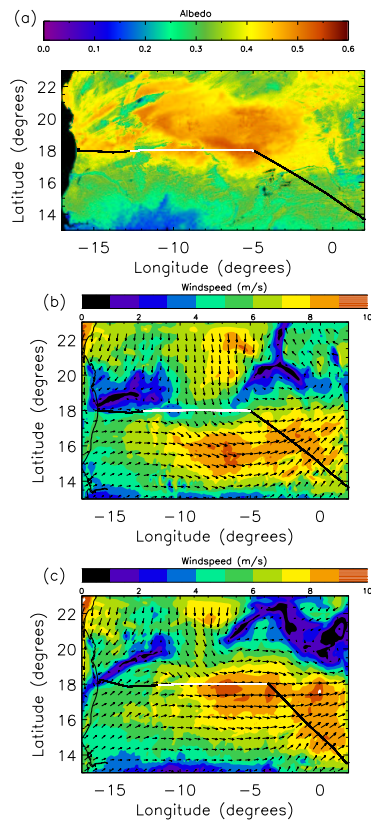 (a)
Albedo
0.0 0.1 0.2 0.3 0.4 0.5 0.6
Latitude (degrees)
22
20
18
16
14
−15 −10 −5 0
Longitude (degrees)
(b)
Windspeed (m/s)
0 2 4 6 8 10
Latitude (degrees)
22
20
18
16
14
−15 −10 −5 0
Longitude (degrees)
(c)
Windspeed (m/s)
0 2 4 6 8 10
Latitude (degrees)
22
20
18
16
14
−15 −10 −5 0
Longitude (degrees)